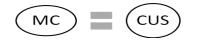 MC = CUS